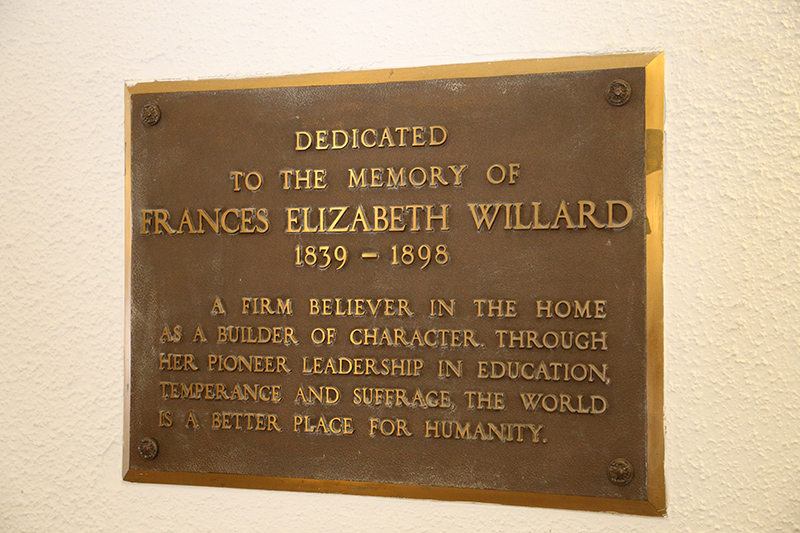 DEDICATED
TO THE MEMORY OF
FRANCES ELIZABETH WILLARD
1839 – 1898
A FIRM BELIEVER IN THE HOME
AS A BUILDER OF CHARACTER. THROUGH
HER PIONEER LEADERSHIP IN EDUCATION,
TEMPERANCE AND SUFFRAGE, THE WORLD
IS A BETTER PLACE FOR HUMANITY.